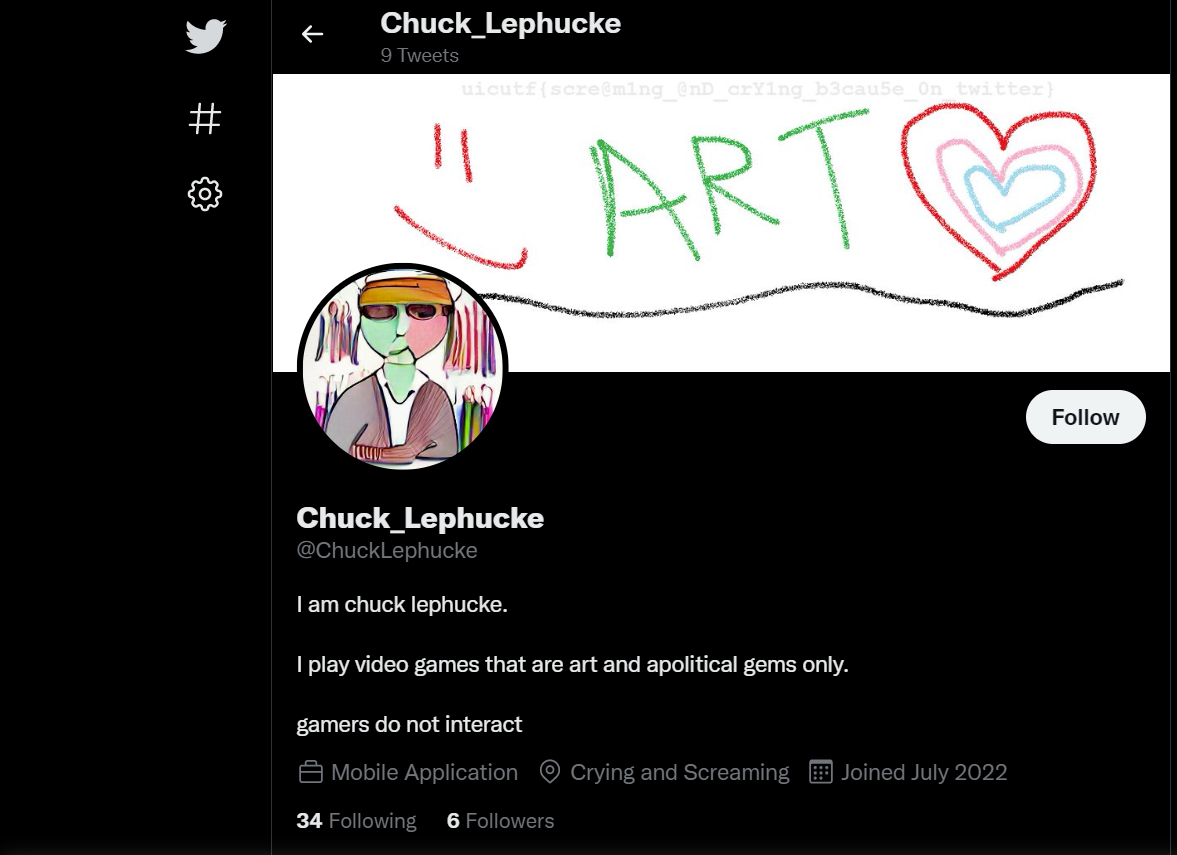 Chuck_Lephucke
9 Tweets
uicutf{scre@m1ng_@nD_crY1ng_b3cau5e_0n_twitter}
ART
Follow
Chuck_Lephucke
@ChuckLephucke
I am chuck lephucke.
I play video games that are art and apolitical gems only.
gamers do not interact
Mobile Application Crying and Screaming Joined July 2022
34 Following 6 Followers